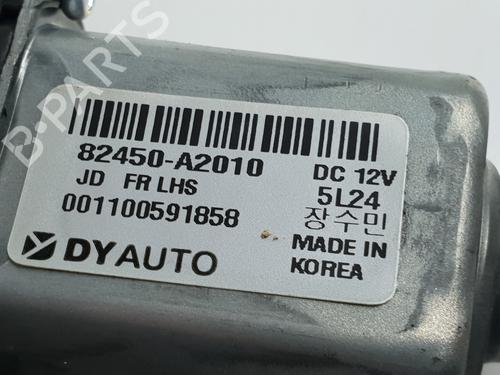 B-PARTS
82450-A2010
DC 12V
JD FR LHS
5L24
001100591858
장수민
DYAUTO
MADE IN
KOREA